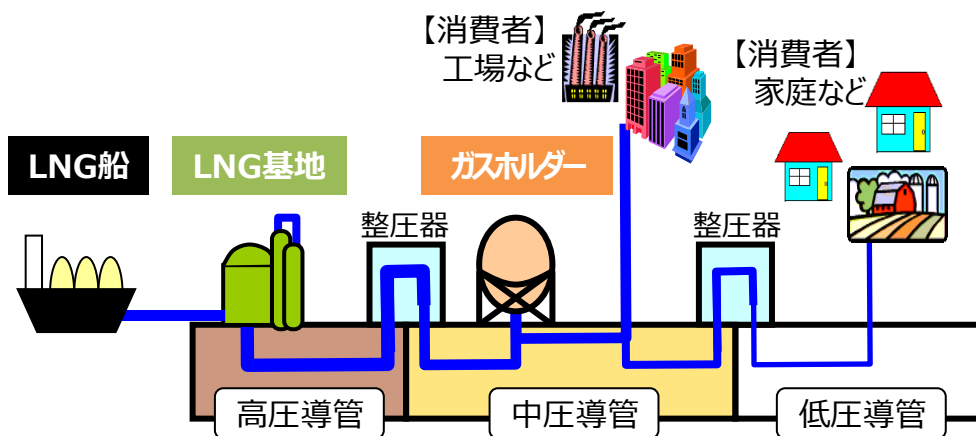 【消費者】
工場など
【消費者】
家庭など
LNG船
LNG基地
ガスホルダー
整圧器
整圧器
高圧導管
中圧導管
低圧導管